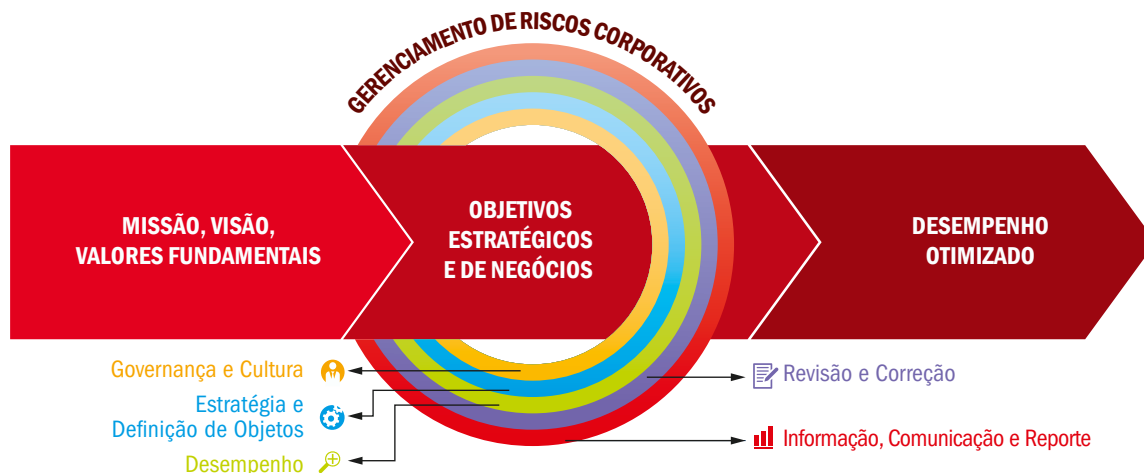 GERENCIAMENTO DE RISCOS CORPORATIVOS
MISSÃO, VISÃO,
VALORES FUNDAMENTAIS
OBJETIVOS
ESTRATÉGICOS
E DE NEGÓCIOS
DESEMPENHO
OTIMIZADO
Governança e Cultura
Estratégia e
Definição de Objetos
Desempenho
Revisão e Correção
Informação, Comunicação e Reporte